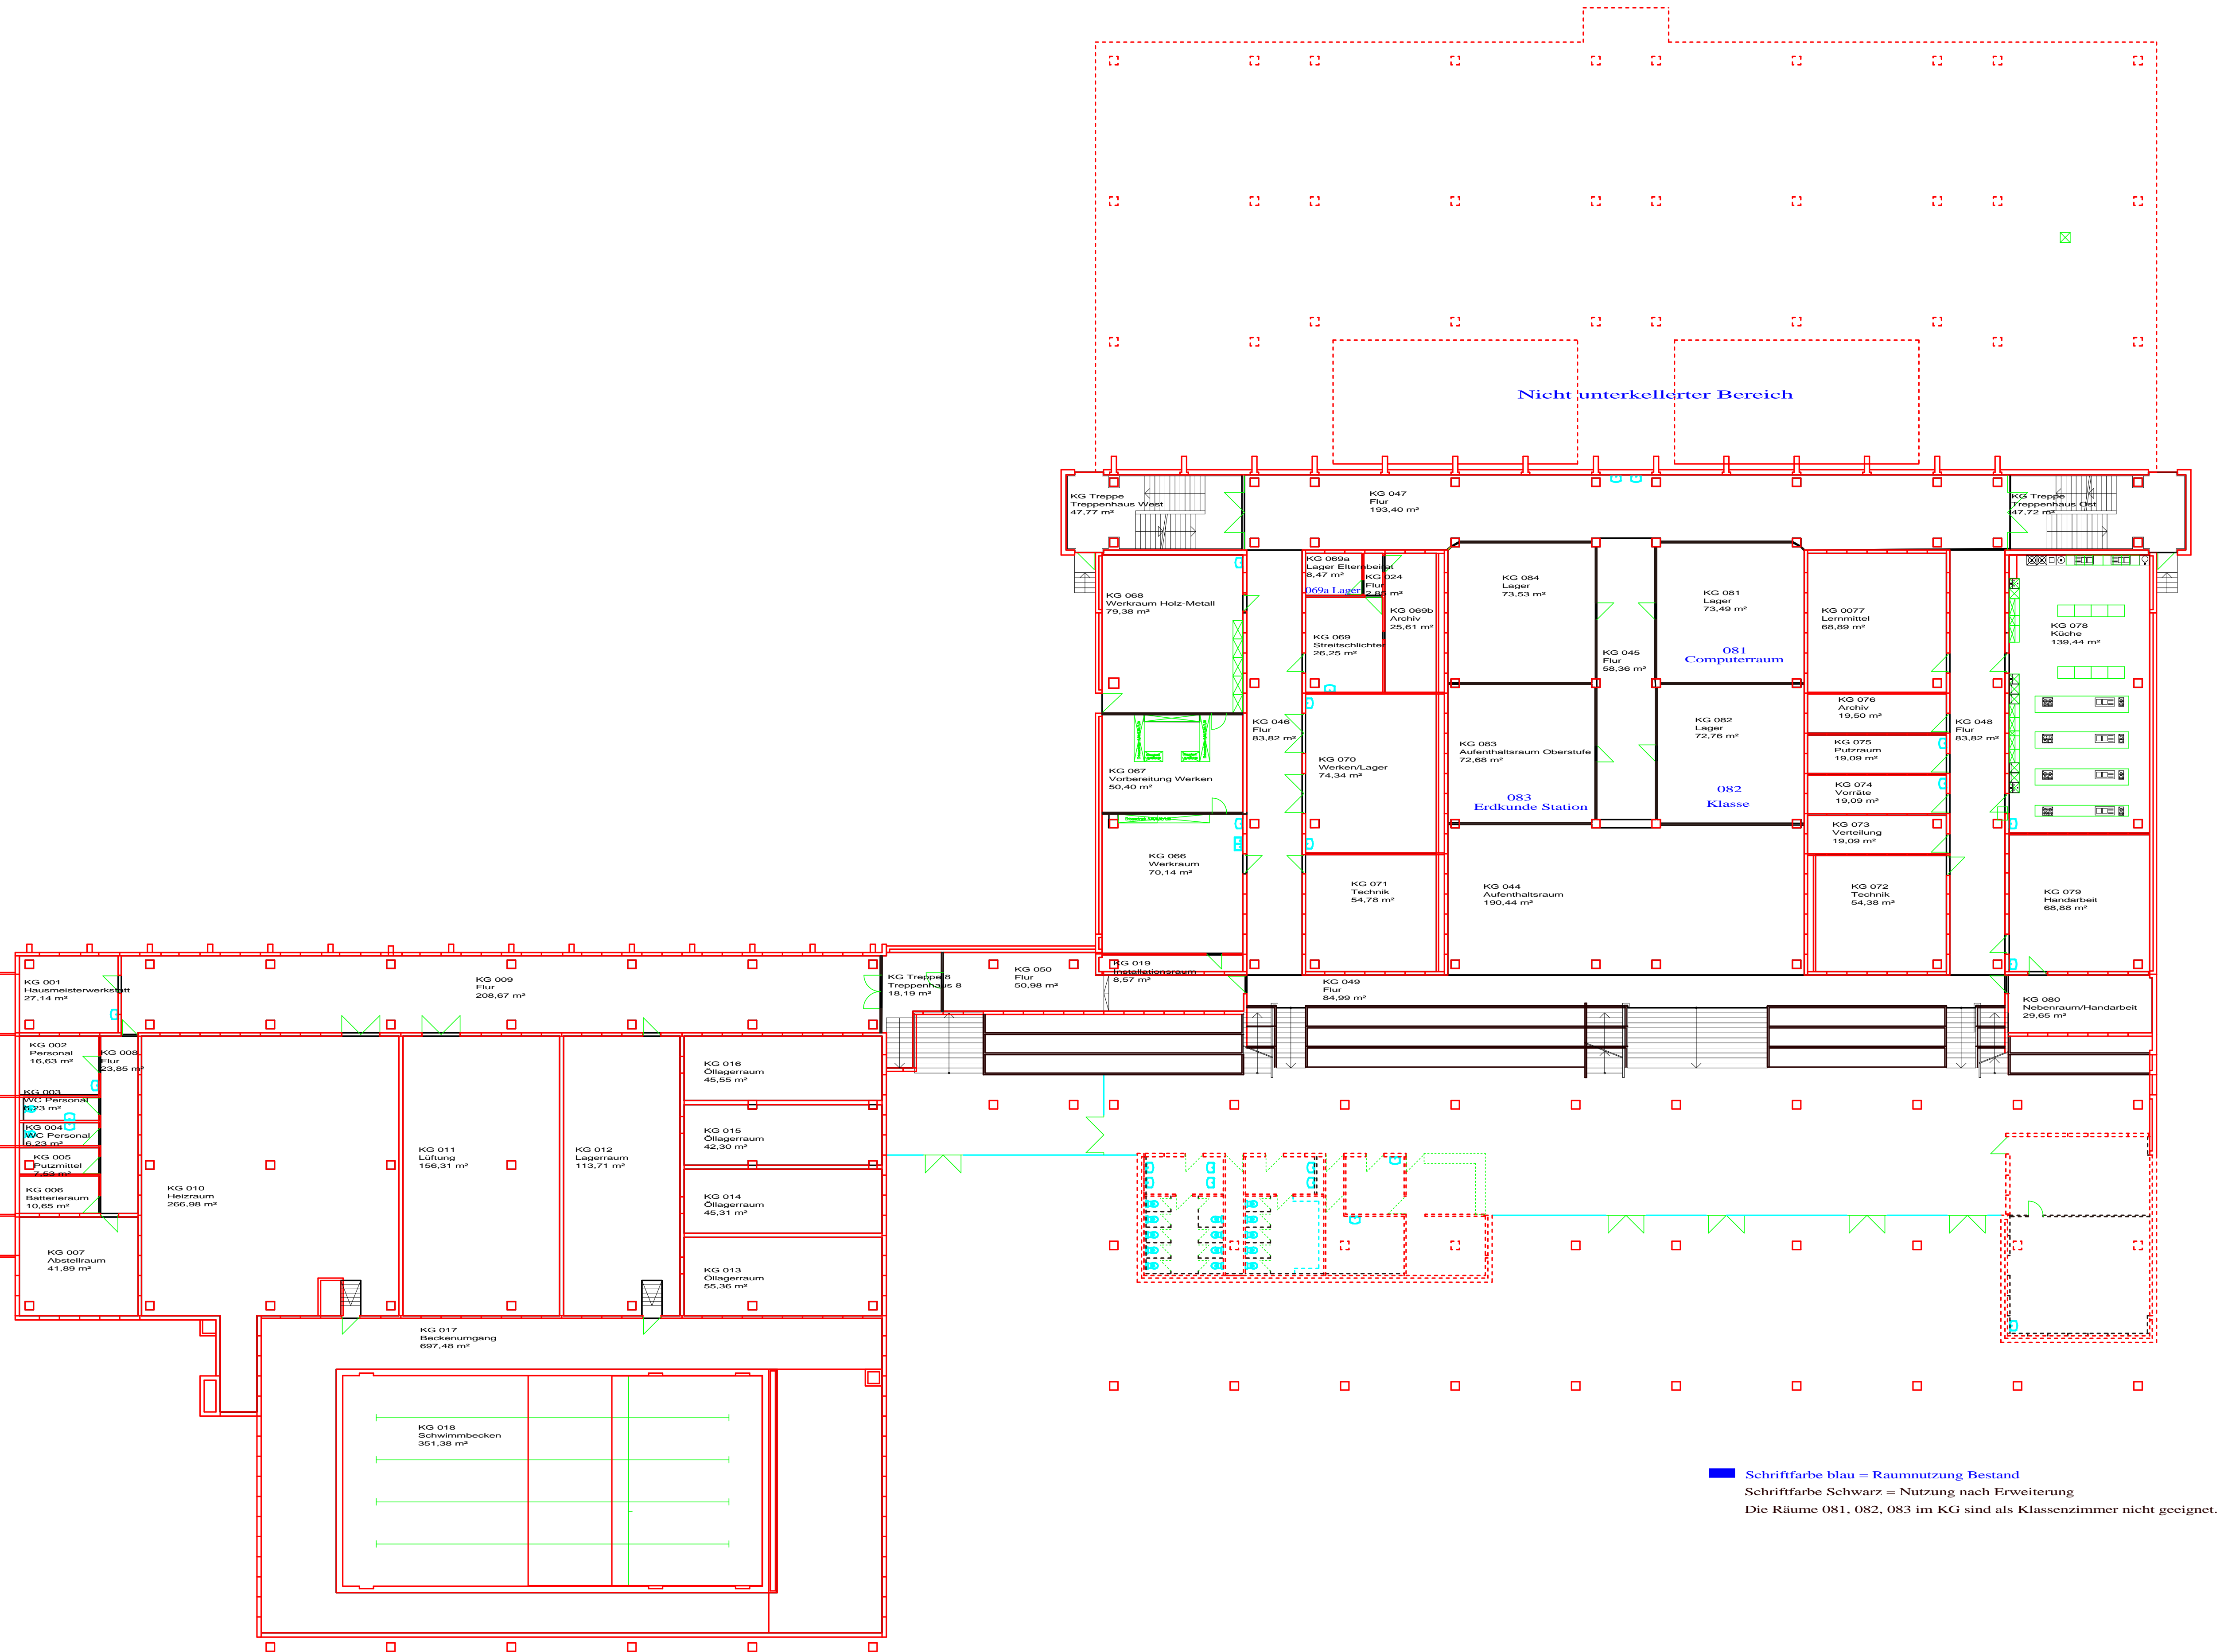 Nicht unterkellerter Bereich
KG Treppe
Treppenhaus West
47,77 m²
KG 047
Flur
193,40 m²
KG Treppe
Treppenhaus Ost
47,72 m²
KG 068
Werkraum Holz-Metall
79,38 m²
KG 069a
Lager Elternbeirat
8,47 m²
069a Lager
KG 024
Flur
2,85 m²
KG 069b
Archiv
25,61 m²
KG 069
Streitschlichter
26,25 m²
KG 084
Lager
73,53 m²
KG 045
Flur
58,36 m²
KG 081
Lager
73,49 m²
081
Computerraum
KG 0077
Lernmittel
68,89 m²
KG 078
Küche
139,44 m²
KG 067
Vorbereitung Werken
50,40 m²
KG 046
Flur
83,82 m²
KG 070
Werken/Lager
74,34 m²
KG 083
Aufenthaltsraum Oberstufe
72,68 m²
083
Erdkunde Station
KG 082
Lager
72,76 m²
082
Klasse
KG 076
Archiv
19,50 m²
KG 075
Putzraum
19,09 m²
KG 074
Vorräte
19,09 m²
KG 073
Verteilung
19,09 m²
KG 048
Flur
83,82 m²
KG 066
Werkraum
70,14 m²
KG 071
Technik
54,78 m²
KG 044
Aufenthaltsraum
190,44 m²
KG 072
Technik
54,38 m²
KG 079
Handarbeit
68,88 m²
KG 001
Hausmeisterwerkstatt
27,14 m²
KG 009
Flur
208,67 m²
KG Treppe 8
Treppenhaus 8
18,19 m²
KG 050
Flur
50,98 m²
KG 019
Installationsraum
8,57 m²
KG 049
Flur
84,99 m²
KG 080
Nebenraum/Handarbeit
29,65 m²
KG 002
Personal
16,63 m²
KG 008
Flur
23,85 m²
KG 003
WC Personal
6,23 m²
KG 004
WC Personal
6,23 m²
KG 005
Putzmittel
7,53 m²
KG 006
Batterieraum
10,65 m²
KG 007
Abstellraum
41,89 m²
KG 010
Heizraum
266,98 m²
KG 011
Lüftung
156,31 m²
KG 012
Lagerraum
113,71 m²
KG 016
Öllagerraum
45,55 m²
KG 015
Öllagerraum
42,30 m²
KG 014
Öllagerraum
45,31 m²
KG 013
Öllagerraum
55,36 m²
KG 017
Beckenumgang
697,48 m²
KG 018
Schwimmbecken
351,38 m²
Schriftfarbe blau = Raumnutzung Bestand
Schriftfarbe Schwarz = Nutzung nach Erweiterung
Die Räume 081, 082, 083 im KG sind als Klassenzimmer nicht geeignet.